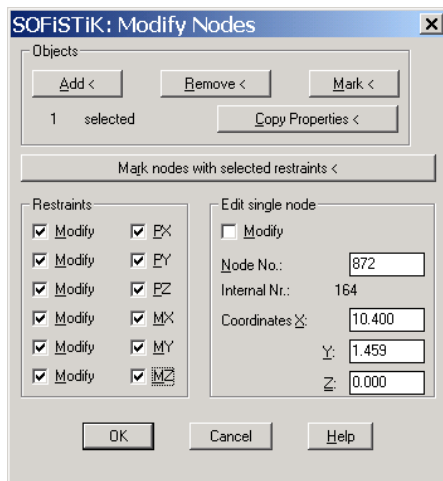 SOFiSTiK: Modify Nodes
Objects
Add < Remove < Mark <
1 selected Copy Properties <
Mark nodes with selected restraints <
Restraints
Modify PX
Modify PY
Modify PZ
Modify MX
Modify MY
Modify MZ
Edit single node
Modify
Node No.: 872
Internal Nr.: 164
Coordinates X: 10.400
Y: 1.459
Z: 0.000
OK Cancel Help